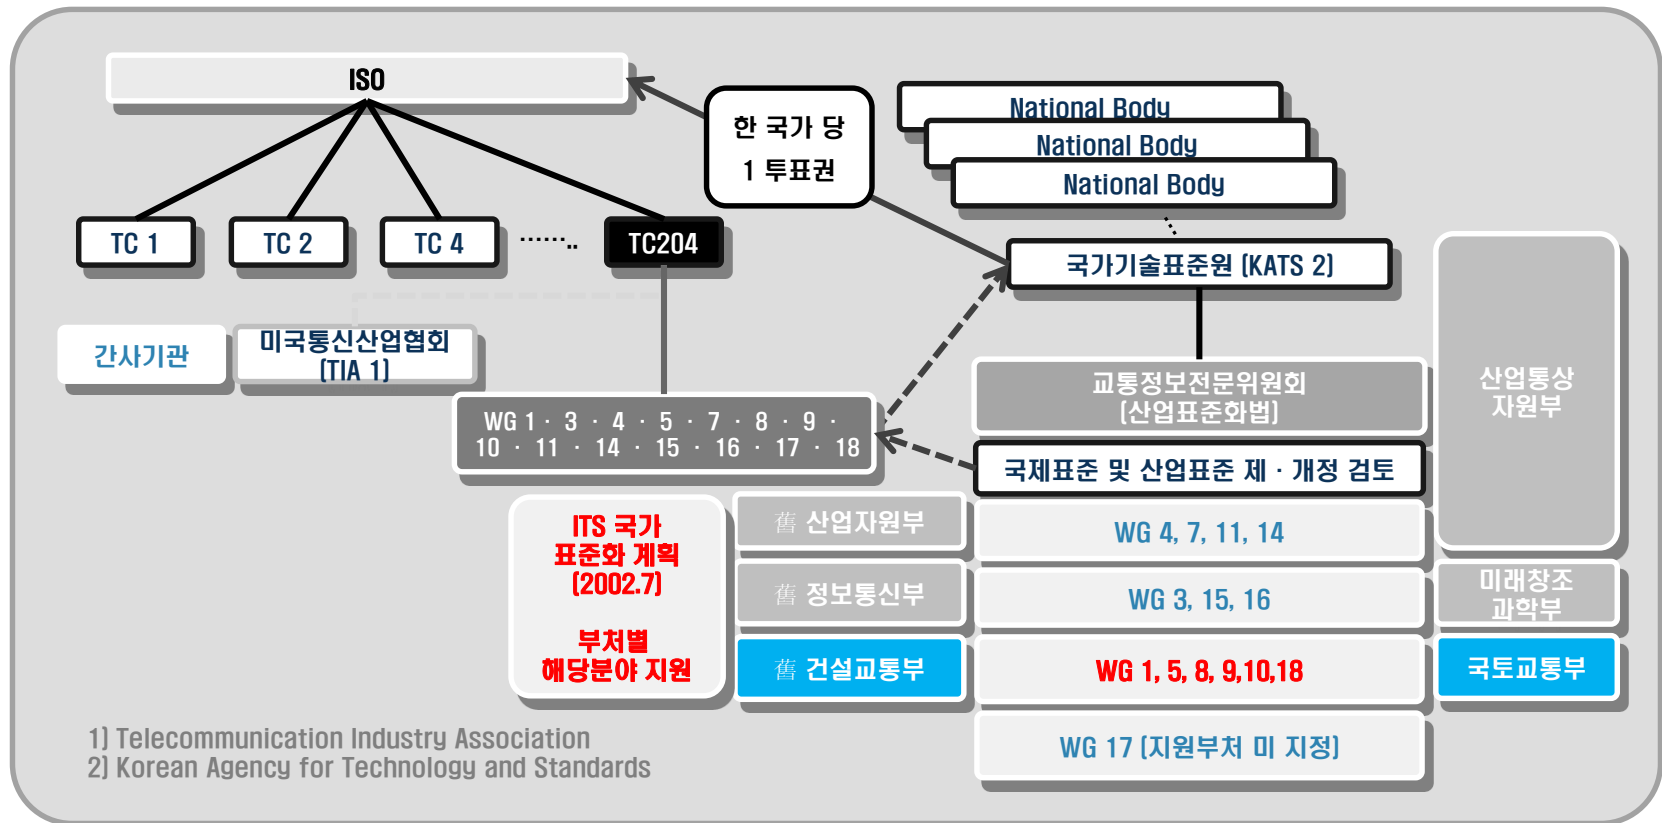 ISO
한 국가 당
1 투표권
National Body
National Body
National Body
TC 1
TC 2
TC 4
........
TC204
국가기술표준원 (KATS 2)
간사기관
미국통신산업협회
(TIA 1)
WG 1 · 3 · 4 · 5 · 7 · 8 · 9 ·
10 · 11 · 14 · 15 · 16 · 17 · 18
교통정보전문위원회
(산업표준화법)
산업통상
자원부
국제표준 및 산업표준 제 · 개정 검토
ITS 국가
표준화 계획
(2002.7)
부처별
해당분야 지원
舊 산업자원부
WG 4, 7, 11, 14
舊 정보통신부
WG 3, 15, 16
미래창조
과학부
舊 건설교통부
WG 1, 5, 8, 9,10,18
국토교통부
WG 17 (지원부처 미 지정)
1) Telecommunication Industry Association
2) Korean Agency for Technology and Standards